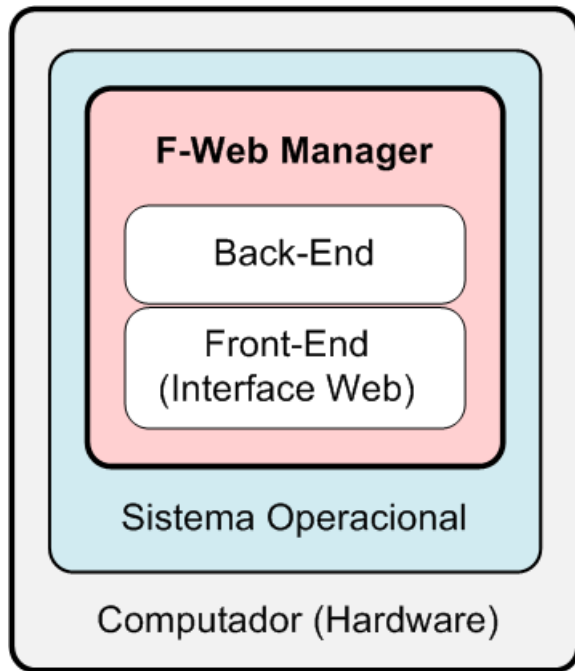 F-Web Manager
Back-End
Front-End
(Interface Web)
Sistema Operacional
Computador (Hardware)